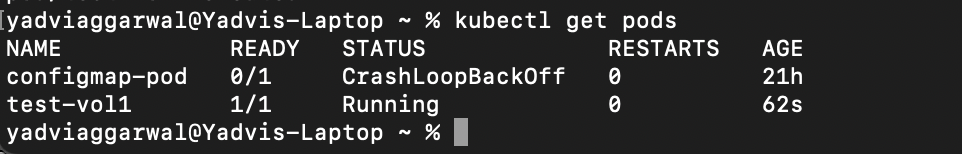 [yadviaggarwal@Yadvis-Laptop ~ % kubectl get pods
NAME READY STATUS RESTARTS AGE
configmap-pod 0/1 CrashLoopBackOff 0 21h
test-vol1 1/1 Running 0 62s
yadviaggarwal@Yadvis-Laptop ~ %